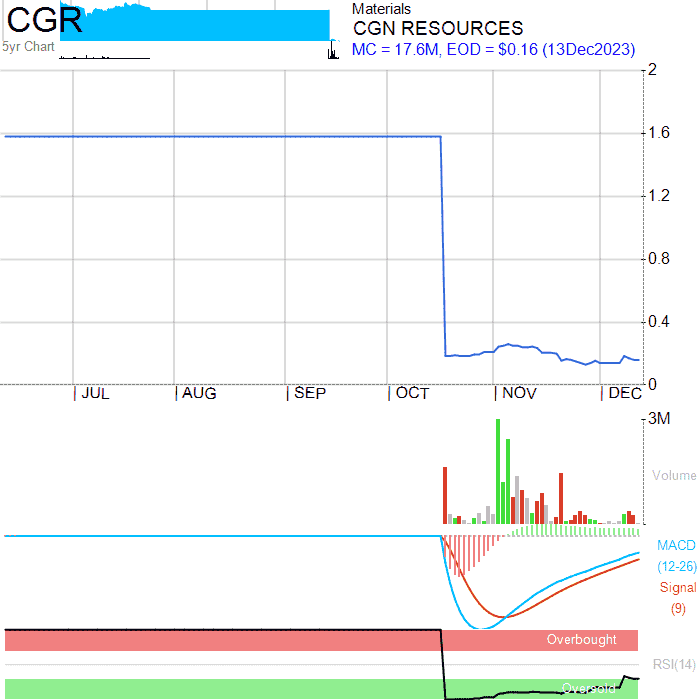 CGR
5yr Chart
Materials
CGN RESOURCES
MC = 17.6M, EOD = $0.16 (13Dec2023)
2
1.6
1.2
0.8
0.4
0
JUL AUG SEP OCT NOV DEC
3M
Volume
MACD
(12-26)
Signal
(9)
Overbought
RSI(14)
Oversold